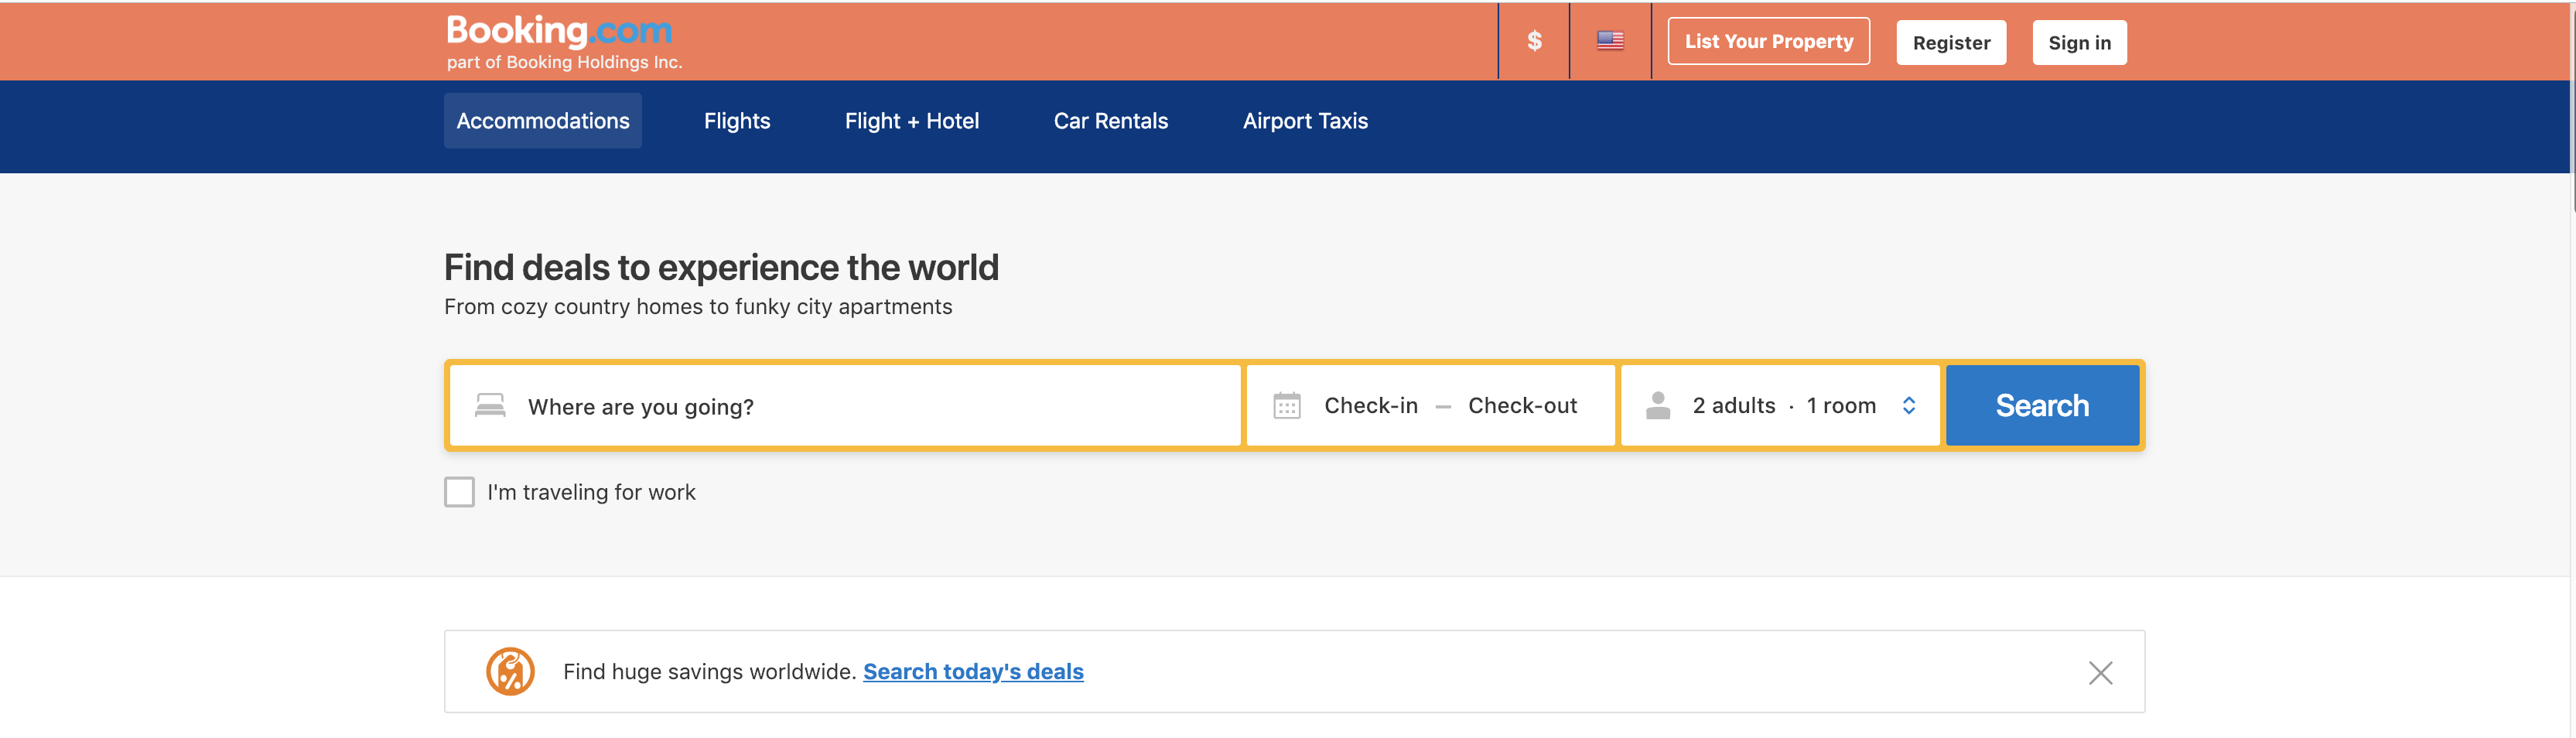 Booking.com
part of Booking Holdings Inc.
$
List Your Property
Register
Sign in
Accommodations
Flights
Flight + Hotel
Car Rentals
Airport Taxis
Find deals to experience the world
From cozy country homes to funky city apartments
Where are you going?
Check-in — Check-out
2 adults · 1 room
Search
I'm traveling for work
Find huge savings worldwide. Search today's deals